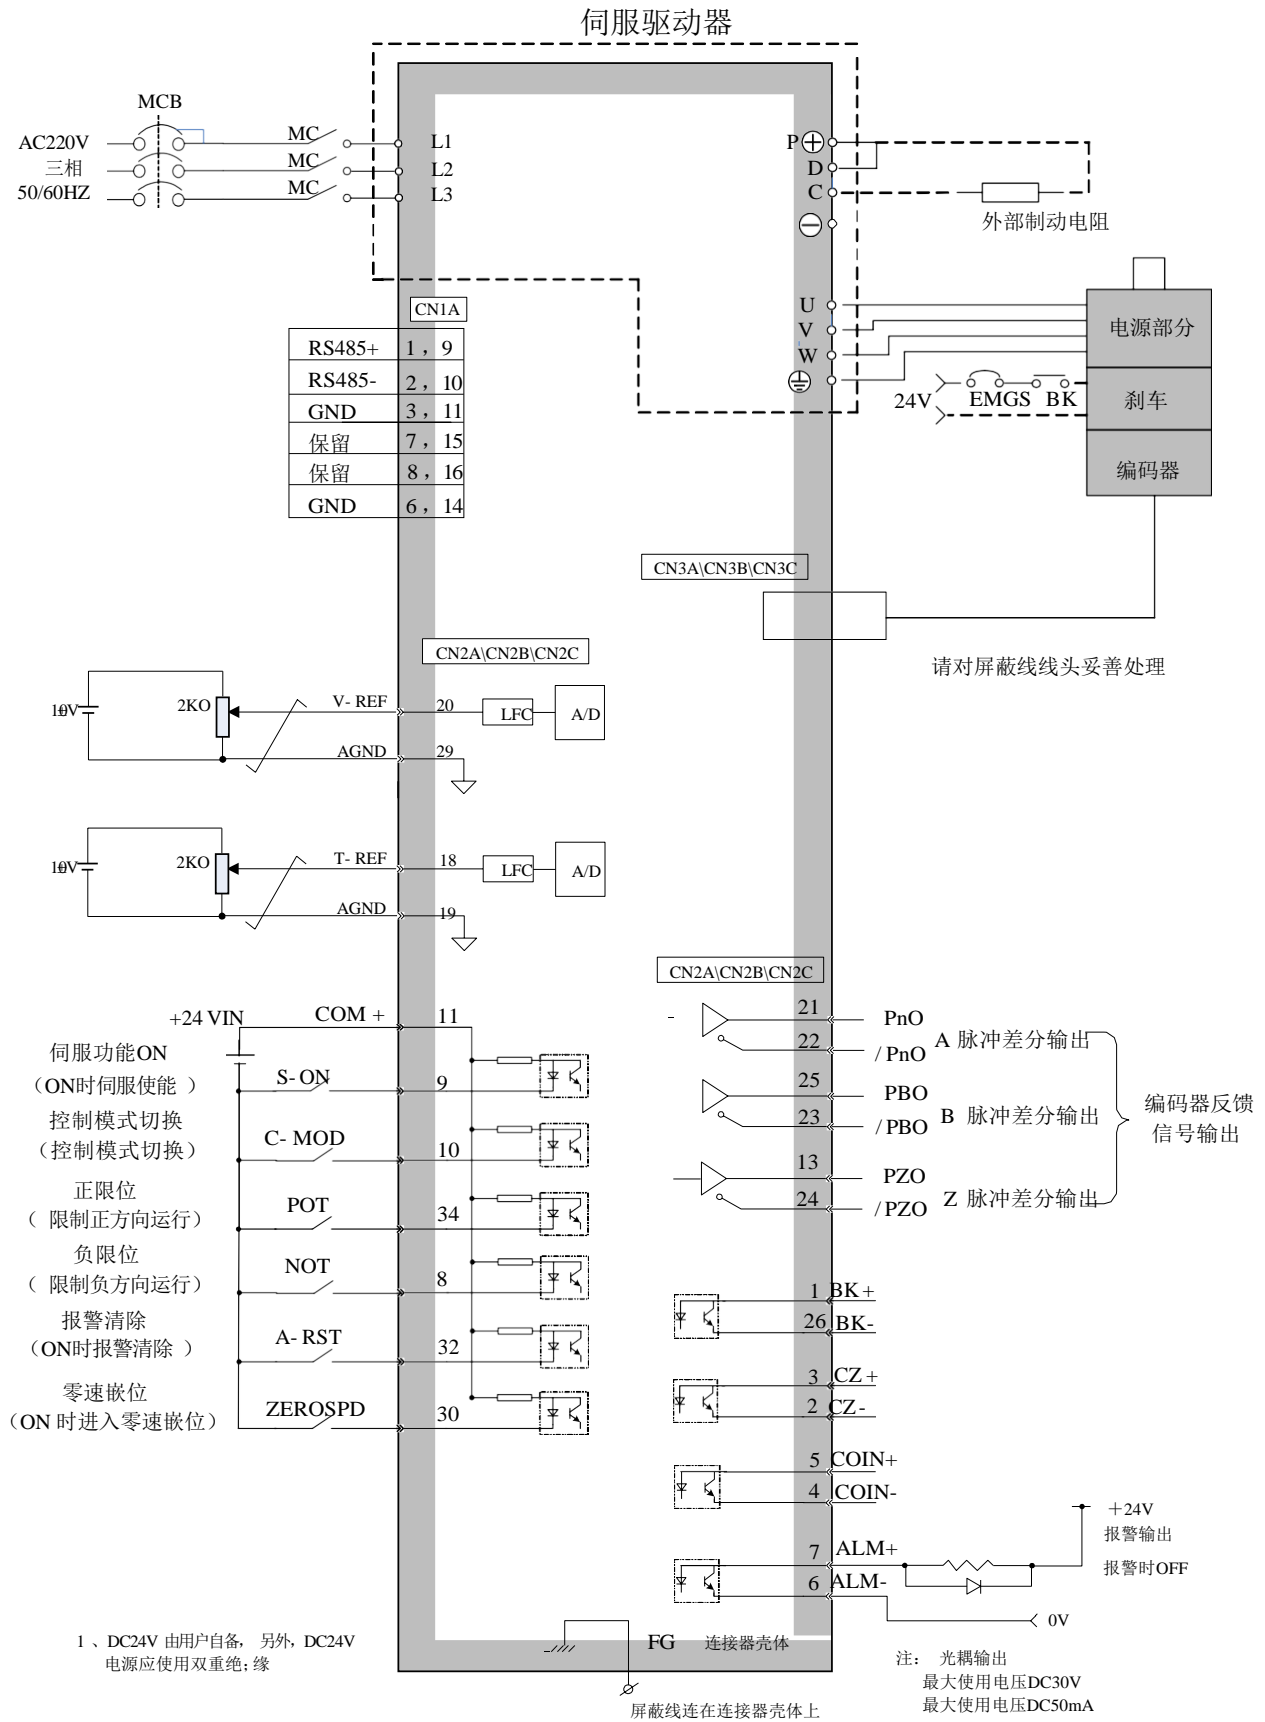 伺服驱动器
MCB
AC220V
三相
50/60HZ
MC
MC
MC
L1
L2
L3
P
D
C
外部制动电阻
U
V
W
电源部分
24V
EMGS
BK
刹车
编码器
CN1A
RS485+ 1，9
RS485- 2，10
GND 3，11
保留 7，15
保留 8，16
GND 6，14
CN3A\CN3B\CN3C
请对屏蔽线线头妥善处理
CN2A\CN2B\CN2C
2KO
V- REF
20
LFC
A/D
AGND
29
2KO
T- REF
18
LFC
A/D
AGND
19
CN2A\CN2B\CN2C
+24 VIN
COM +
11
伺服功能ON
（ON时伺服使能 ）
S- ON
9
控制模式切换
（控制模式切换）
C- MOD
10
正限位
（ 限制正方向运行）
POT
34
负限位
（ 限制负方向运行）
NOT
8
报警清除
（ON时报警清除 ）
A- RST
32
零速嵌位
（ON 时进入零速嵌位）
ZEROSPD
30
21
PnO
22
/PnO
A 脉冲差分输出
25
PBO
23
/PBO
B 脉冲差分输出
13
PZO
24
/PZO
Z 脉冲差分输出
编码器反馈
信号输出
1 BK+
26 BK-
3 CZ+
2 CZ-
5 COIN+
4 COIN-
7 ALM+
6 ALM-
＋24V
报警输出
报警时OFF
0V
1 、DC24V 由用户自备， 另外，DC24V
电源应使用双重绝；缘
FG 连接器壳体
屏蔽线连在连接器壳体上
注： 光耦输出
最大使用电压DC30V
最大使用电压DC50mA